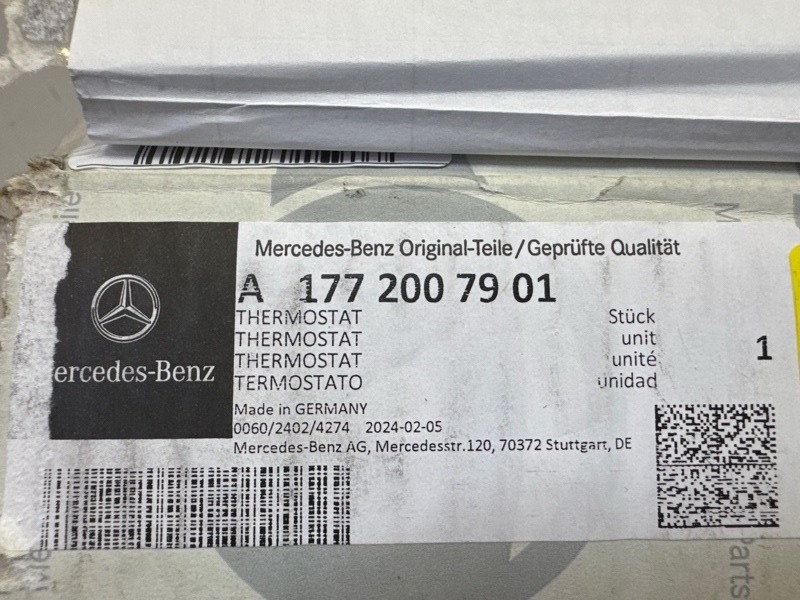 Mercedes-Benz Original-Teile/Geprüfte Qualität
A 177 200 79 01
THERMOSTAT Stück
THERMOSTAT unit
THERMOSTAT unité 1
TERMOSTATO unidad
ercedes-Benz
Made in GERMANY
0060/2402/4274 2024-02-05
Mercedes-Benz AG, Mercedesstr.120, 70372 Stuttgart, DE